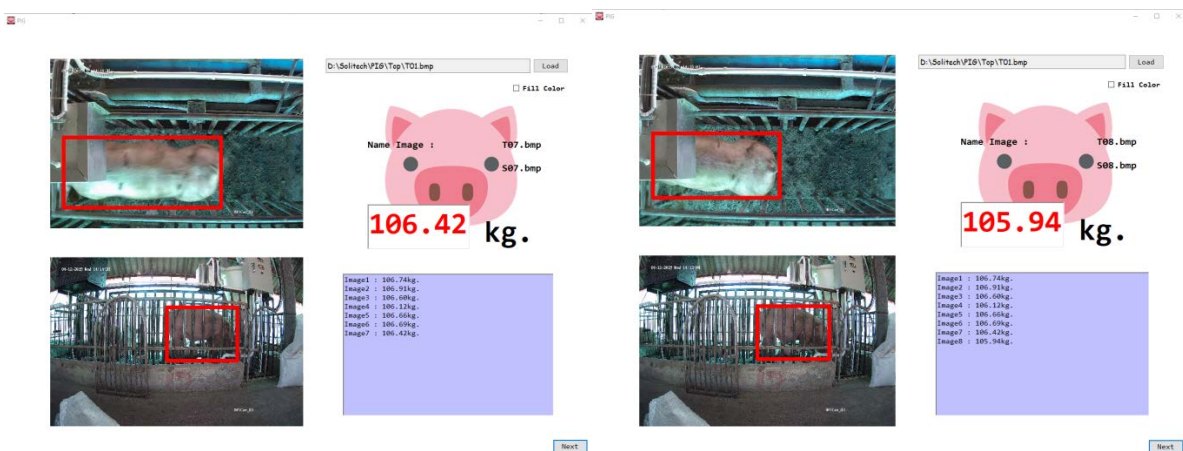 PIG
D:\Solitech\PIG\Top\T01.bmp
Load
Fill Color
Name Image :
T07.bmp
S07.bmp
106.42
kg.
Image1 : 106.74kg.
Image2 : 106.91kg.
Image3 : 106.60kg.
Image4 : 106.12kg.
Image5 : 106.66kg.
Image6 : 106.69kg.
Image7 : 106.42kg.
Next
PIG
D:\Solitech\PIG\Top\T01.bmp
Load
Fill Color
Name Image :
T08.bmp
S08.bmp
105.94
kg.
Image1 : 106.74kg.
Image2 : 106.91kg.
Image3 : 106.60kg.
Image4 : 106.12kg.
Image5 : 106.66kg.
Image6 : 106.69kg.
Image7 : 106.42kg.
Image8 : 105.94kg.
Next